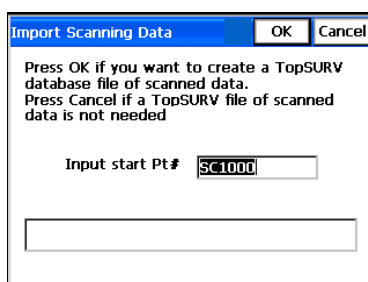 Import Scanning Data OK Cancel
Press OK if you want to create a TopSURV
database file of scanned data.
Press Cancel if a TopSURV file of scanned
data is not needed
Input start Pt# SC1000